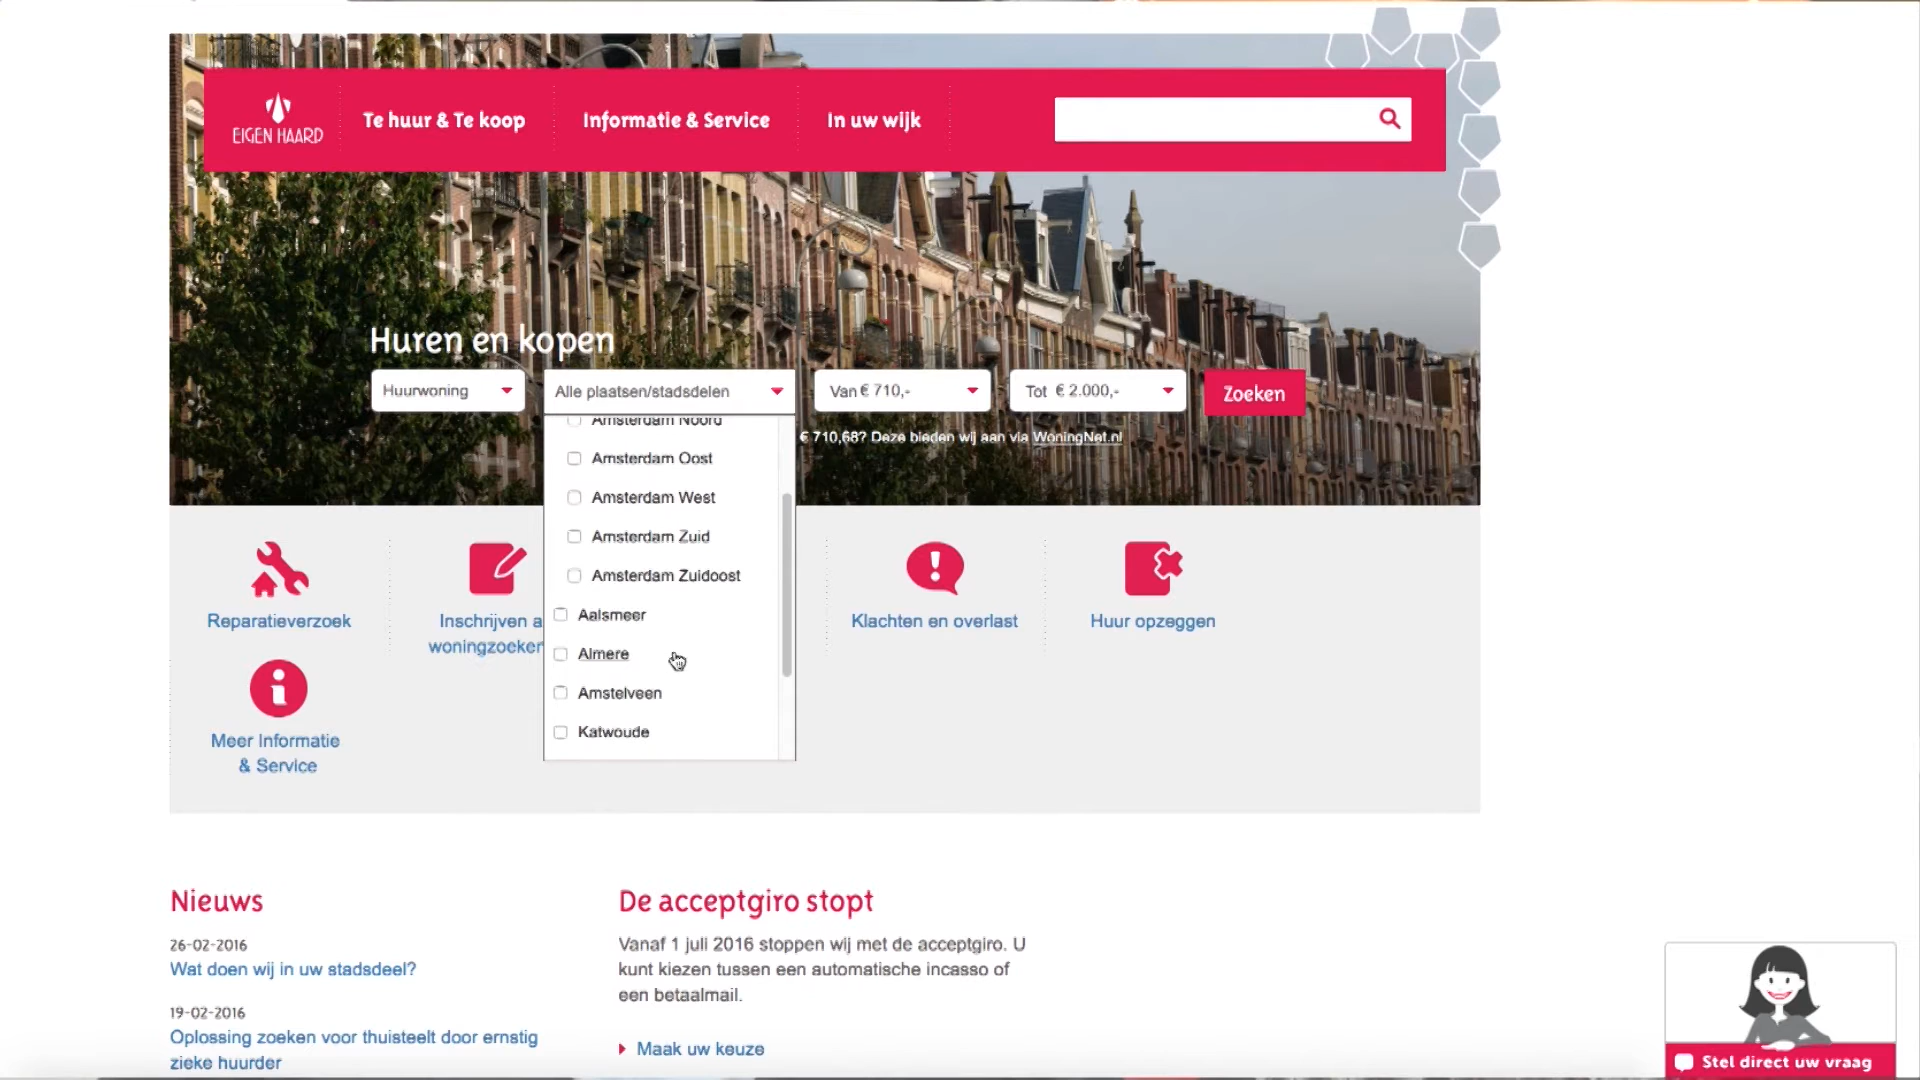 EIGEN HAARD
Te huur & Te koop
Informatie & Service
In uw wijk
Huren en kopen
Huurwoning
Alle plaatsen/stadsdelen
Van € 710,-
Tot € 2.000,-
Zoeken
€ 710,68? Deze bieden wij aan via WoningNet.nl
Amsterdam Noord
Amsterdam Oost
Amsterdam West
Amsterdam Zuid
Amsterdam Zuidoost
Aalsmeer
Almere
Amstelveen
Katwoude
Reparatieverzoek
Inschrijven a
woningzoeken
Klachten en overlast
Huur opzeggen
Meer Informatie
& Service
Nieuws
26-02-2016
Wat doen wij in uw stadsdeel?
19-02-2016
Oplossing zoeken voor thuisteelt door ernstig
zieke huurder
De acceptgiro stopt
Vanaf 1 juli 2016 stoppen wij met de acceptgiro. U
kunt kiezen tussen een automatische incasso of
een betaalmail.
Maak uw keuze
Stel direct uw vraag